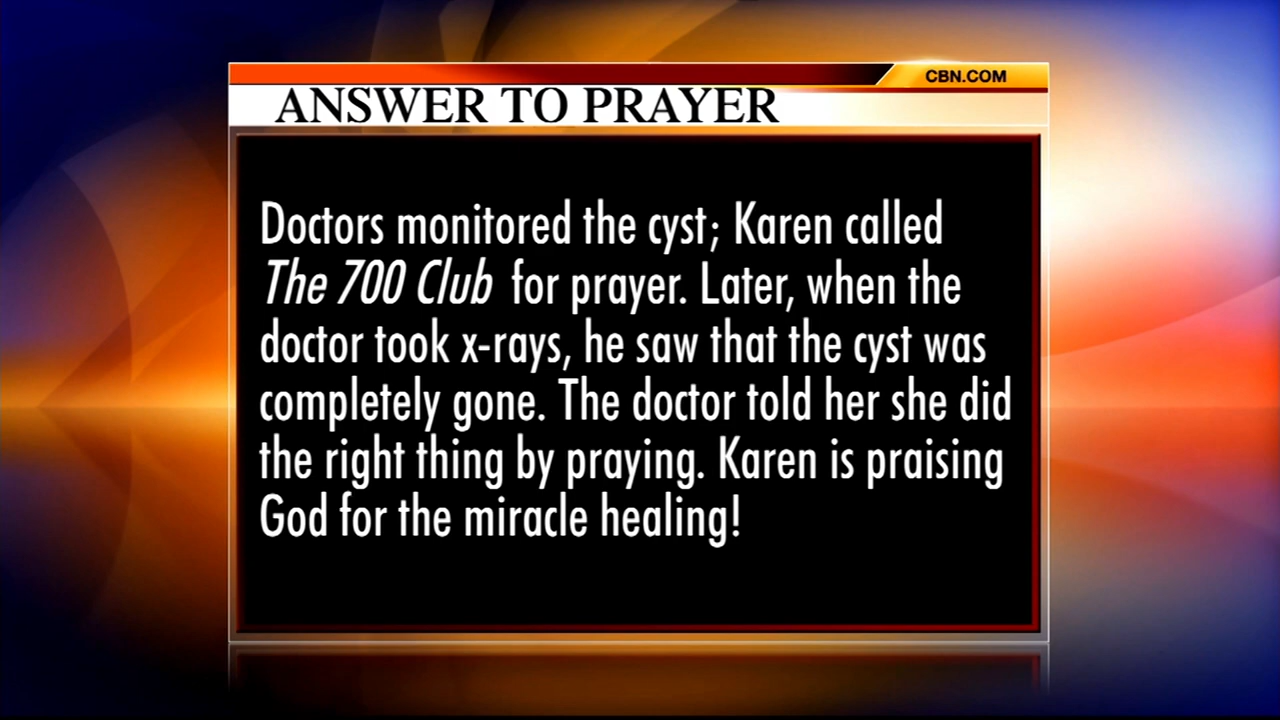 CBN.COM
ANSWER TO PRAYER
Doctors monitored the cyst; Karen called
The 700 Club for prayer. Later, when the
doctor took x-rays, he saw that the cyst was
completely gone. The doctor told her she did
the right thing by praying. Karen is praising
God for the miracle healing!